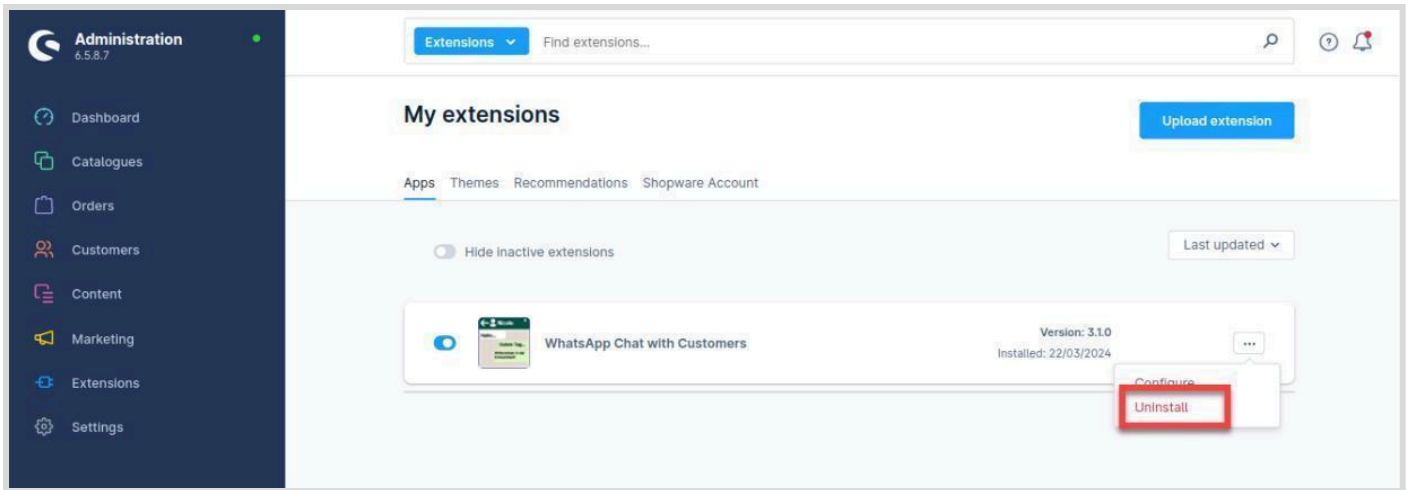 Administration
6.5.8.7
Dashboard
Catalogues
Orders
Customers
Content
Marketing
Extensions
Settings
Extensions Find extensions...
My extensions
Upload extension
Apps Themes Recommendations Shopware Account
Hide inactive extensions
Last updated
WhatsApp Chat with Customers
Version: 3.1.0
Installed: 22/03/2024
Configure
Uninstall